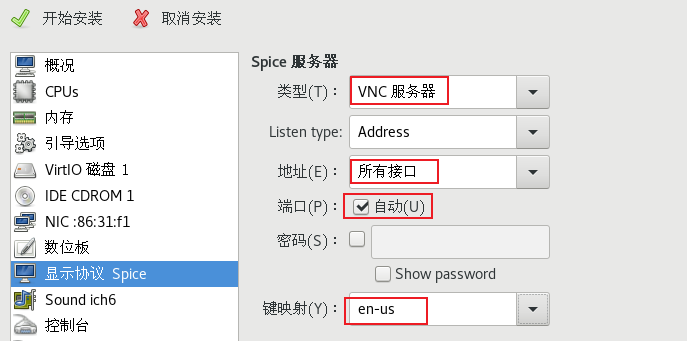 开始安装 取消安装
概况
CPUs
内存
引导选项
VirtIO 磁盘 1
IDE CDROM 1
NIC :86:31:f1
数位板
显示协议 Spice
Sound ich6
控制台
Spice 服务器
类型(T)： VNC 服务器
Listen type: Address
地址(E)： 所有接口
端口(P)： 自动(U)
密码(S)：
Show password
键映射(Y)： en-us